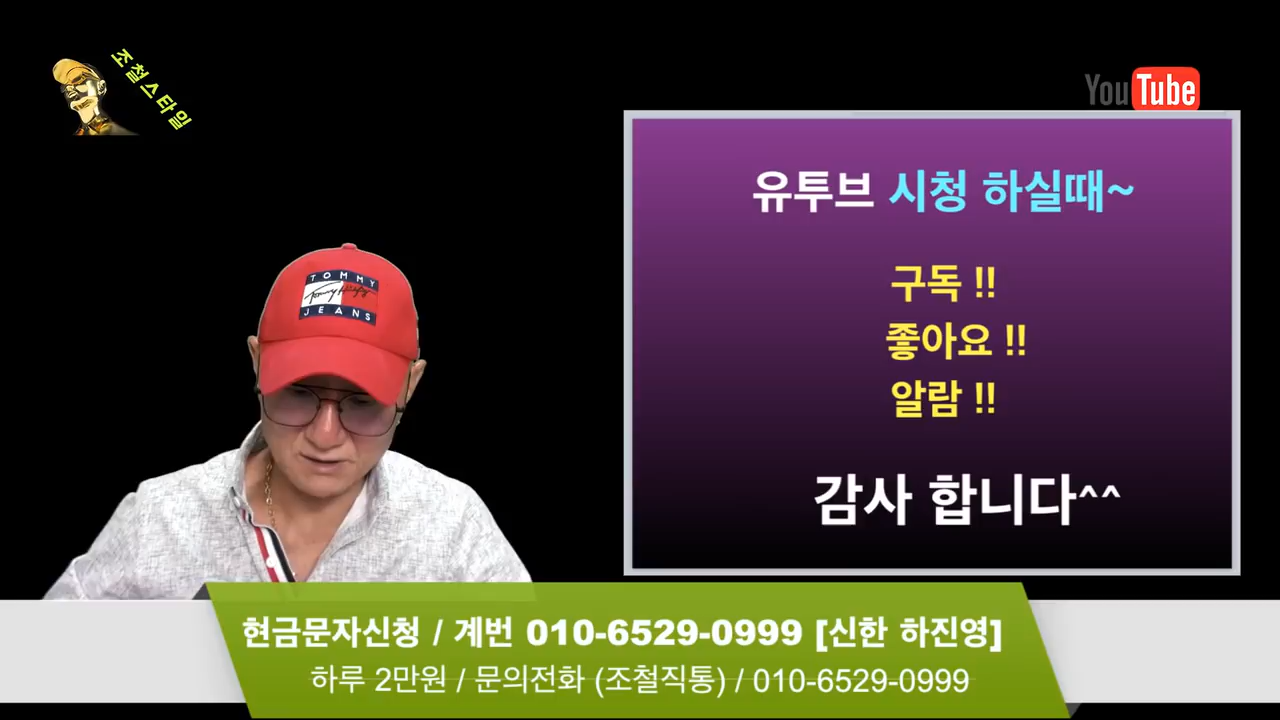 조철스타일
YouTube
유투브 시청 하실때~
구독 !!
좋아요 !!
알람 !!
감사 합니다^^
TOMMY
Tommy Hilfiger
JEANS
현금문자신청 / 계번 010-6529-0999 [신한 하진영]
하루 2만원 / 문의전화 (조철직통) / 010-6529-0999